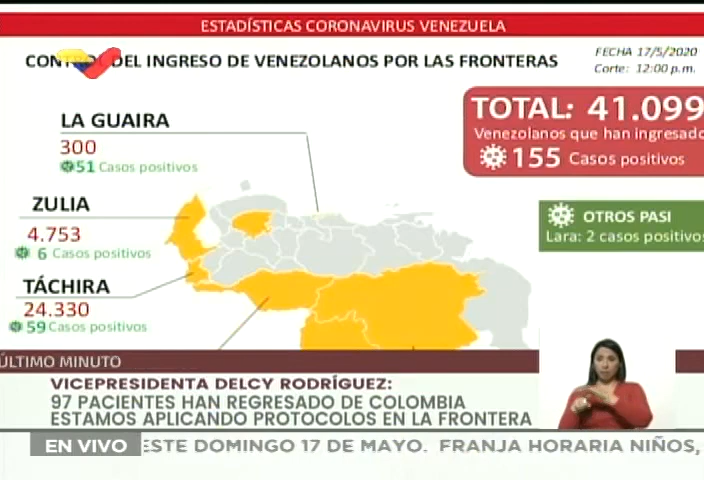 ESTADÍSTICAS CORONAVIRUS VENEZUELA
CONTROL DEL INGRESO DE VENEZOLANOS POR LAS FRONTERAS
FECHA 17/5/2020
Corte: 12:00 p.m.
TOTAL: 41.099
Venezolanos que han ingresado
155 Casos positivos
LA GUAIRA
300
51 Casos positivos
ZULIA
4.753
6 Casos positivos
OTROS PASI
Lara: 2 casos positivos
TÁCHIRA
24.330
59 Casos positivos
ÚLTIMO MINUTO
VICEPRESIDENTA DELCY RODRÍGUEZ:
97 PACIENTES HAN REGRESADO DE COLOMBIA
ESTAMOS APLICANDO PROTOCOLOS EN LA FRONTERA
EN VIVO ESTE DOMINGO 17 DE MAYO. FRANJA HORARIA NIÑOS,